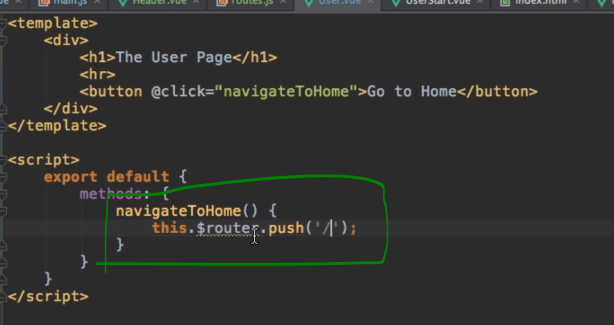 main.js Header.vue routes.js User.vue UserStart.vue index.html
<template>
<div>
<h1>The User Page</h1>
<hr>
<button @click="navigateToHome">Go to Home</button>
</div>
</template>
<script>
export default {
methods: {
navigateToHome() {
this.$router.push('/');
}
}
}
</script>